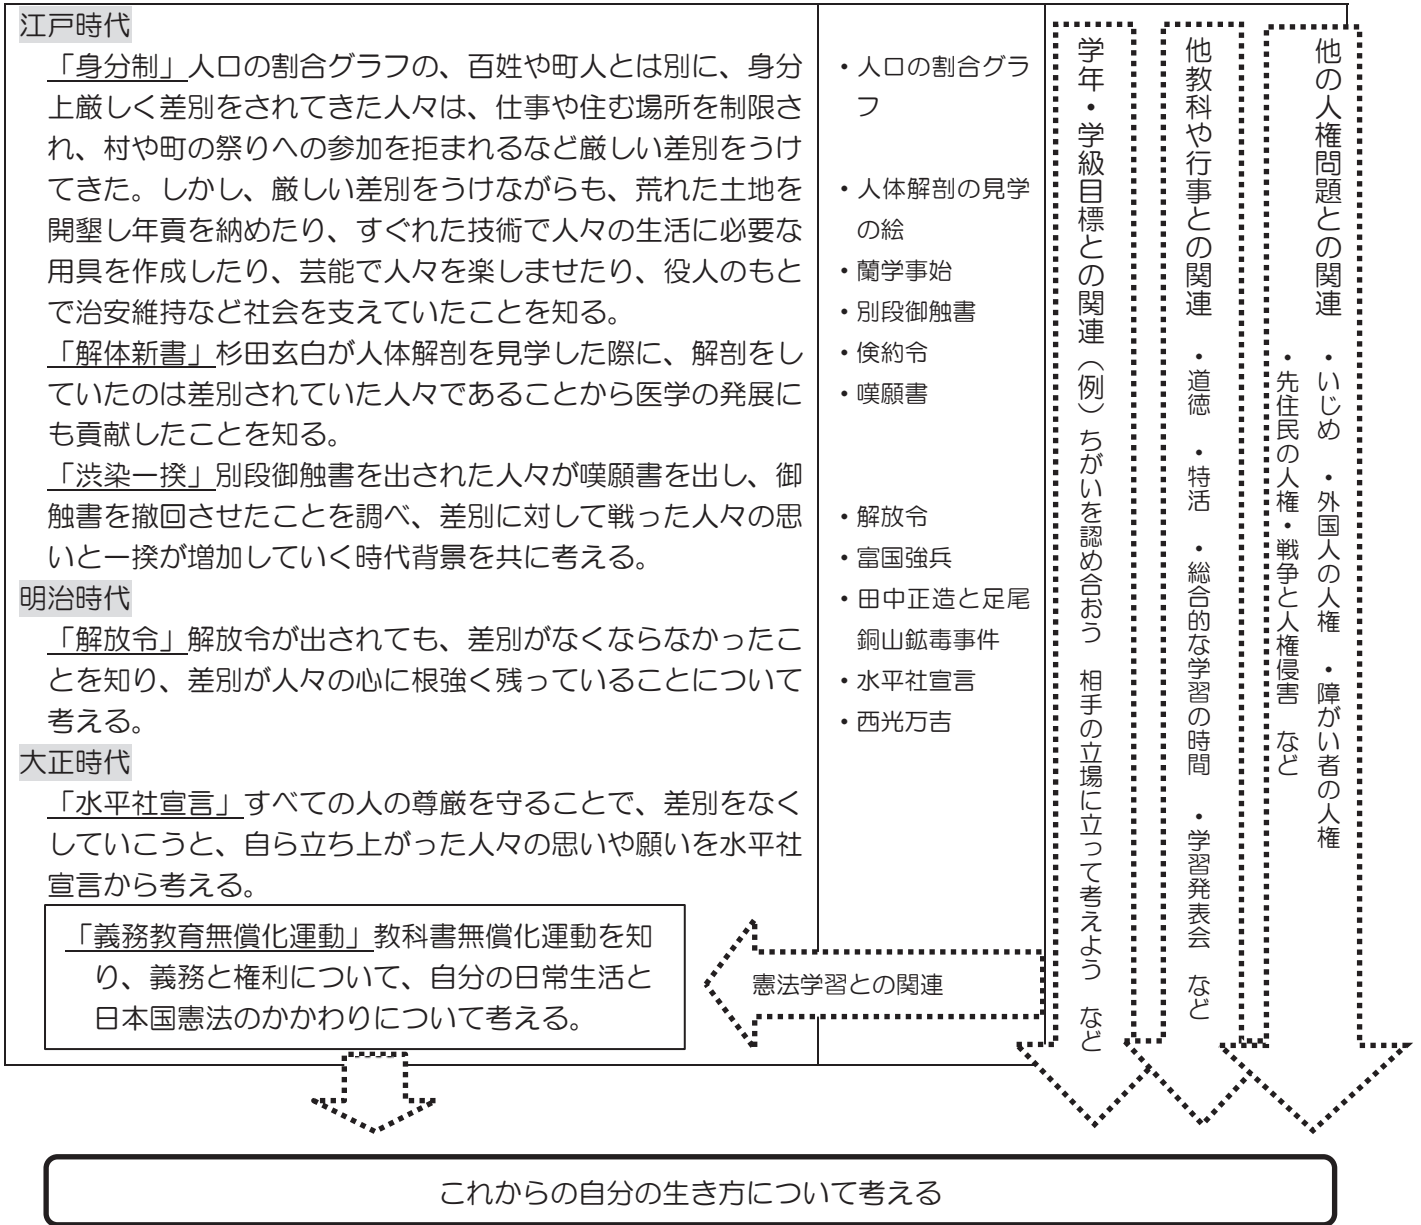 江戸時代
「身分制」人口の割合グラフの、百姓や町人とは別に、身分
上厳しく差別をされてきた人々は、仕事や住む場所を制限さ
れ、村や町の祭りへの参加を拒まれるなど厳しい差別をうけ
てきた。しかし、厳しい差別をうけながらも、荒れた土地を
開墾し年貢を納めたり、すぐれた技術で人々の生活に必要な
用具を作成したり、芸能で人々を楽しませたり、役人のもと
で治安維持など社会を支えていたことを知る。
「解体新書」杉田玄白が人体解剖を見学した際に、解剖をし
ていたのは差別されていた人々であることから医学の発展に
も貢献したことを知る。
「渋染一揆」別段御触書を出された人々が嘆願書を出し、御
触書を撤回させたことを調べ、差別に対して戦った人々の思
いと一揆が増加していく時代背景を共に考える。
明治時代
「解放令」解放令が出されても、差別がなくならなかったこ
とを知り、差別が人々の心に根強く残っていることについて
考える。
大正時代
「水平社宣言」すべての人の尊厳を守ることで、差別をなく
していこうと、自ら立ち上がった人々の思いや願いを水平社
宣言から考える。
「義務教育無償化運動」教科書無償化運動を知
り、義務と権利について、自分の日常生活と
日本国憲法のかかわりについて考える。
・人口の割合グラ
フ
・人体解剖の見学
の絵
・蘭学事始
・別段御触書
・倹約令
・嘆願書
・解放令
・富国強兵
・田中正造と足尾
銅山鉱毒事件
・水平社宣言
・西光万吉
憲法学習との関連
学年・学級目標との関連（例）ちがいを認め合おう 相手の立場に立って考えよう など
他教科や行事との関連 ・道徳 ・特活 ・総合的な学習の時間 ・学習発表会 など
他の人権問題との関連 ・いじめ ・外国人の人権 ・障がい者の人権
・先住民の人権・戦争と人権侵害 など
これからの自分の生き方について考える